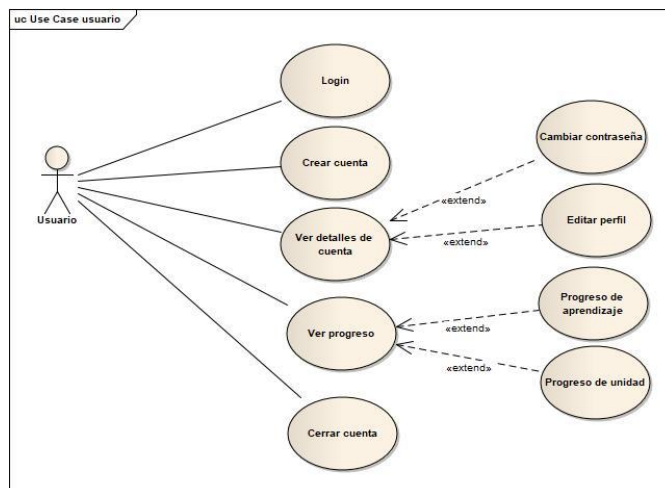 uc Use Case usuario
Login
Cambiar contraseña
Crear cuenta
«extend»
Editar perfil
Usuario
Ver detalles de
cuenta
«extend»
Progreso de
aprendizaje
Ver progreso
«extend»
«extend»
Progreso de unidad
Cerrar cuenta